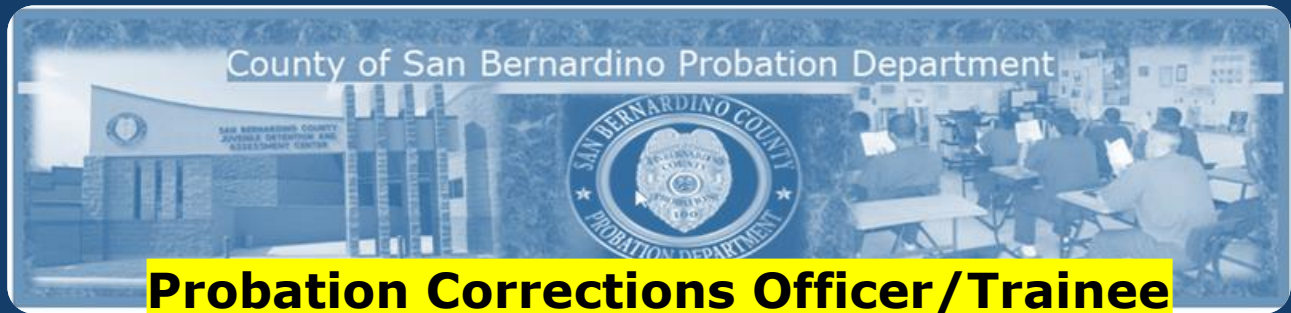 County of San Bernardino Probation Department
SAN BERNARDINO COUNTY
JUVENILE DETENTION AND
ASSESSMENT CENTER
SAN BERNARDINO COUNTY
PROBATION DEPARTMENT
Probation Corrections Officer/Trainee